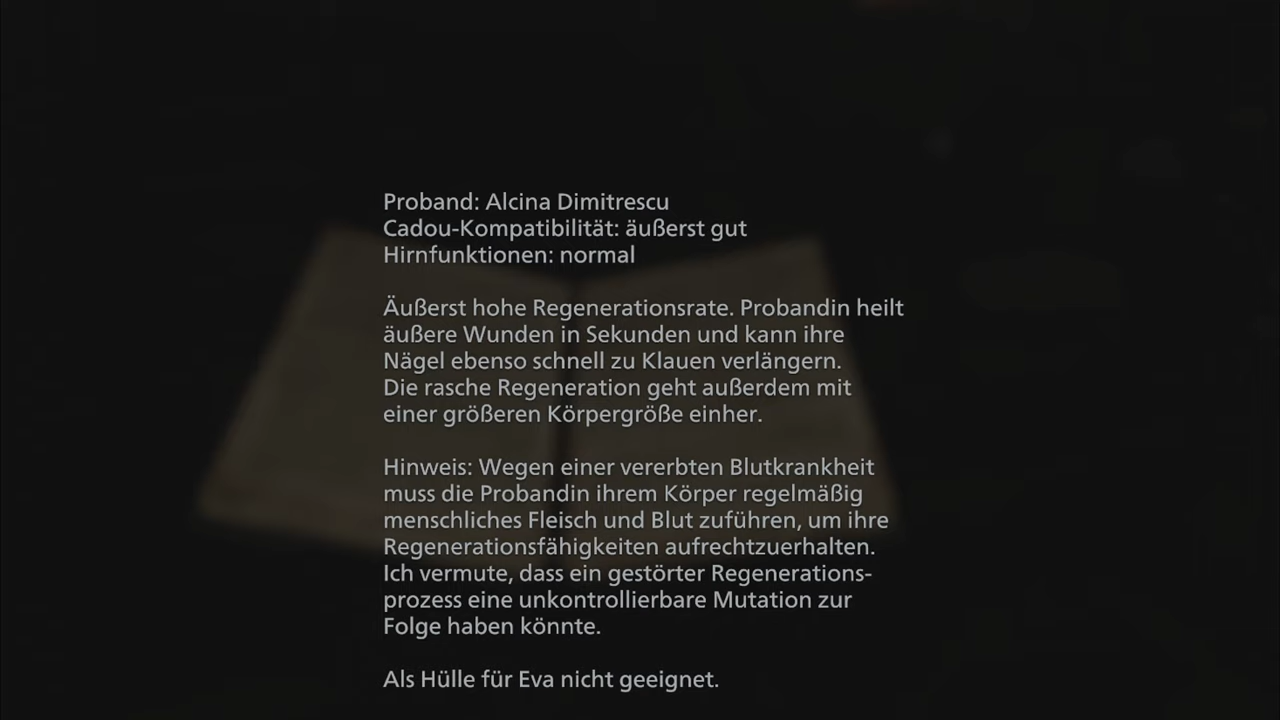 Proband: Alcina Dimitrescu
Cadou-Kompatibilität: äußerst gut
Hirnfunktionen: normal
Äußerst hohe Regenerationsrate. Probandin heilt
äußere Wunden in Sekunden und kann ihre
Nägel ebenso schnell zu Klauen verlängern.
Die rasche Regeneration geht außerdem mit
einer größeren Körpergröße einher.
Hinweis: Wegen einer vererbten Blutkrankheit
muss die Probandin ihrem Körper regelmäßig
menschliches Fleisch und Blut zuführen, um ihre
Regenerationsfähigkeiten aufrechtzuerhalten.
Ich vermute, dass ein gestörter Regenerations-
prozess eine unkontrollierbare Mutation zur
Folge haben könnte.
Als Hülle für Eva nicht geeignet.